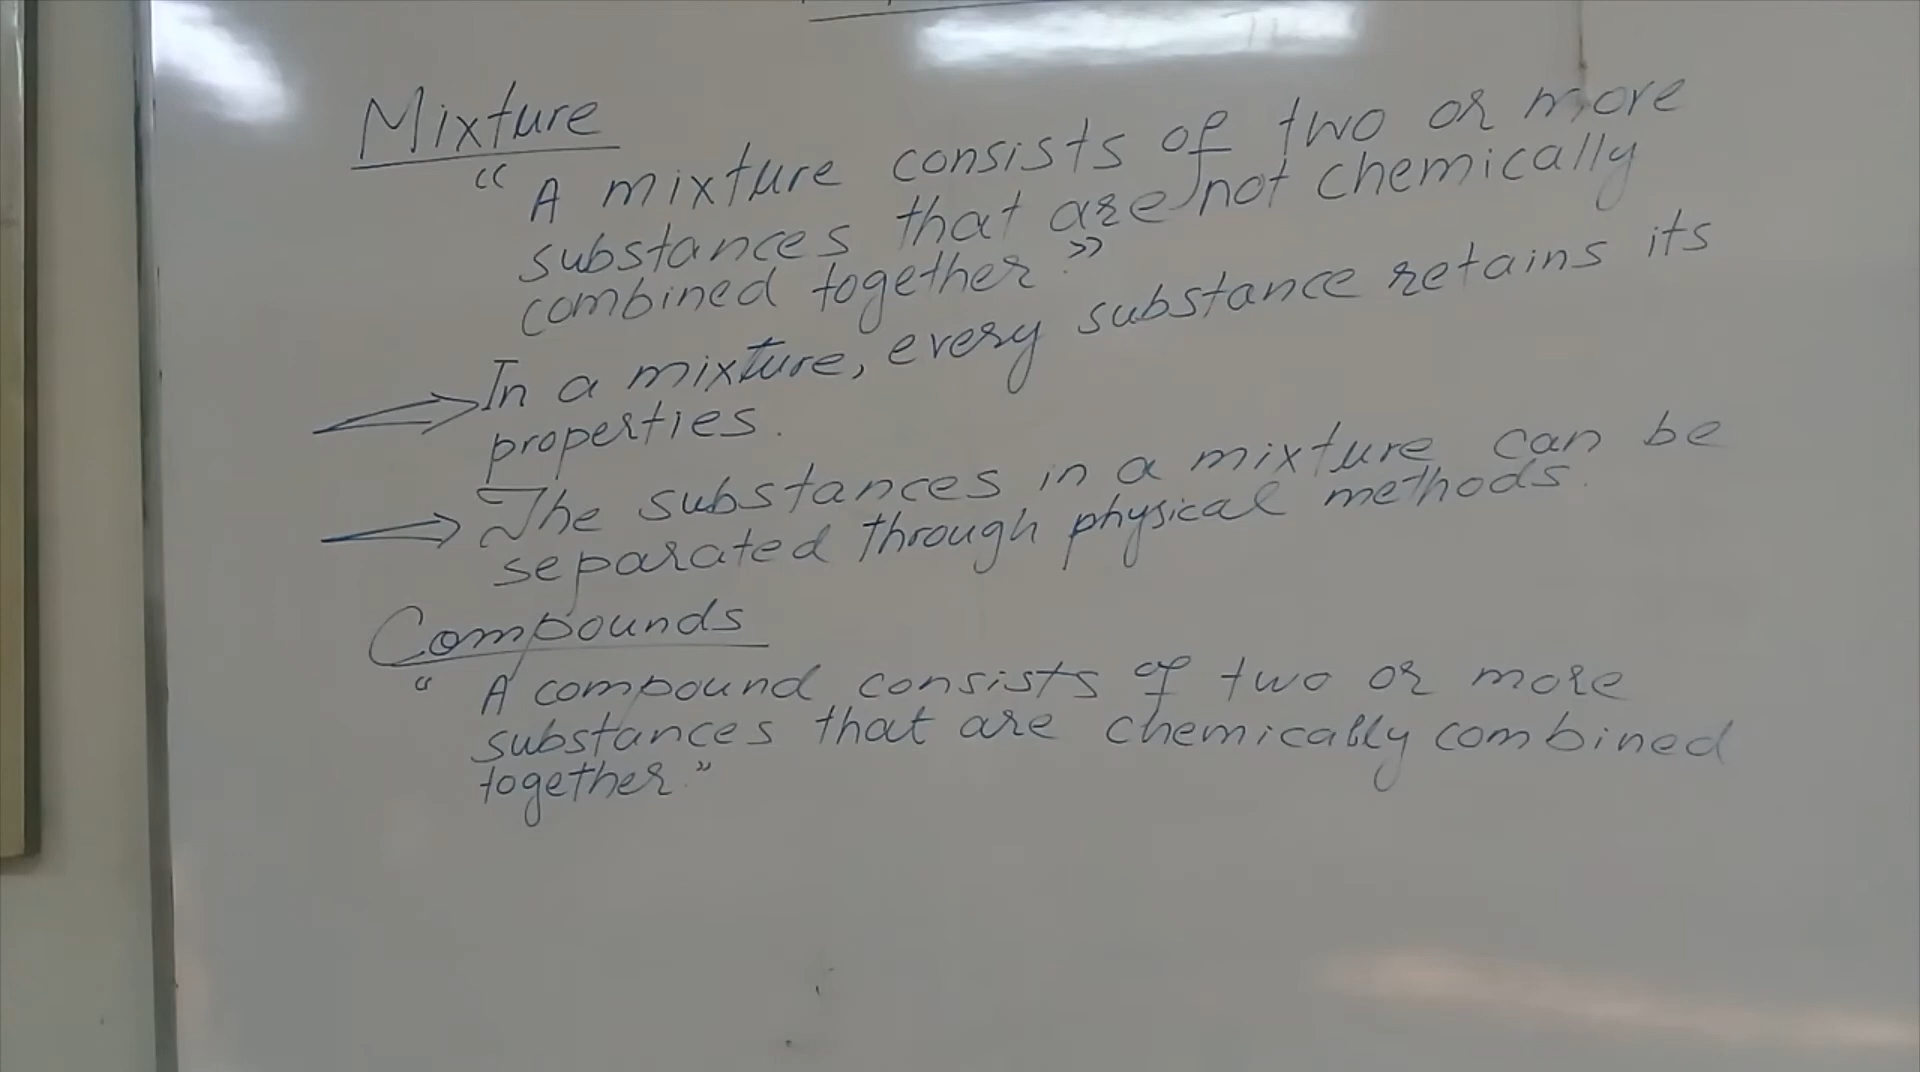 Mixture
“ A mixture consists of two or more
substances that are not chemically
combined together.”
In a mixture, every substance retains its
properties.
The substances in a mixture can be
separated through physical methods.
Compounds
“ A compound consists of two or more
substances that are chemically combined
together.”